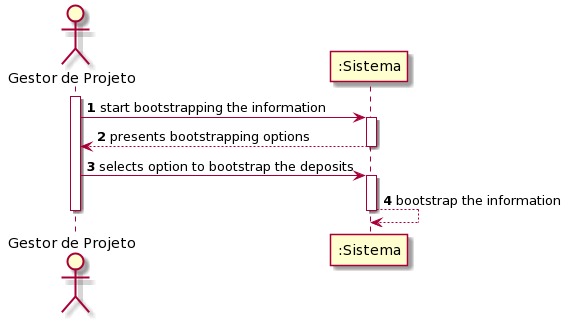 Gestor de Projeto
:Sistema
1 start bootstrapping the information
2 presents bootstrapping options
3 selects option to bootstrap the deposits
4 bootstrap the information
Gestor de Projeto
:Sistema